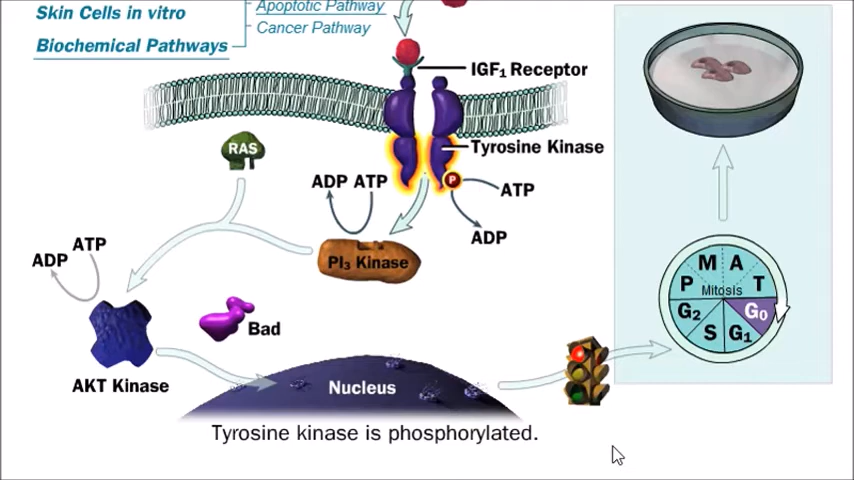 Apoptotic Pathway
Skin Cells in vitro
Cancer Pathway
Biochemical Pathways
IGF1 Receptor
RAS
Tyrosine Kinase
ADP ATP
P
ATP
ADP
ATP
ADP
PI3 Kinase
M A
P Mitosis T
G2 G0
S G1
Bad
AKT Kinase
Nucleus
Tyrosine kinase is phosphorylated.